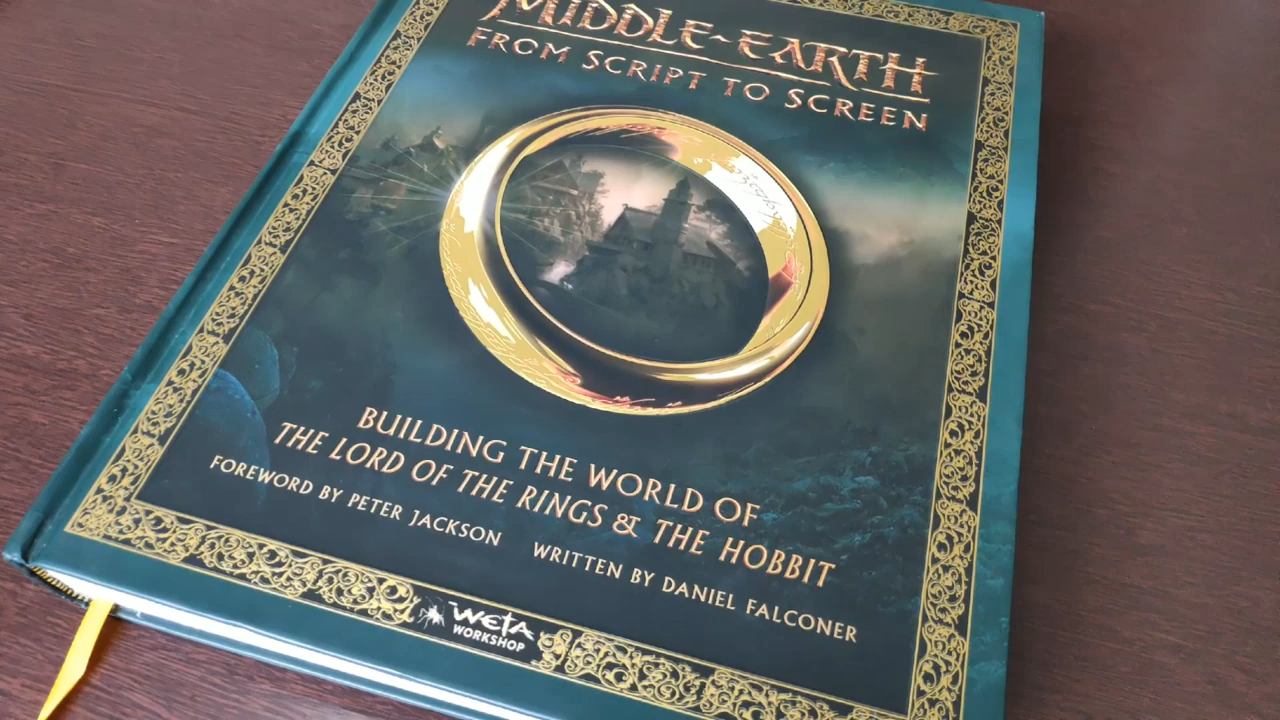 MIDDLE-EARTH
FROM SCRIPT TO SCREEN
BUILDING THE WORLD OF
THE LORD OF THE RINGS & THE HOBBIT
FOREWORD BY PETER JACKSON WRITTEN BY DANIEL FALCONER
WETA
WORKSHOP